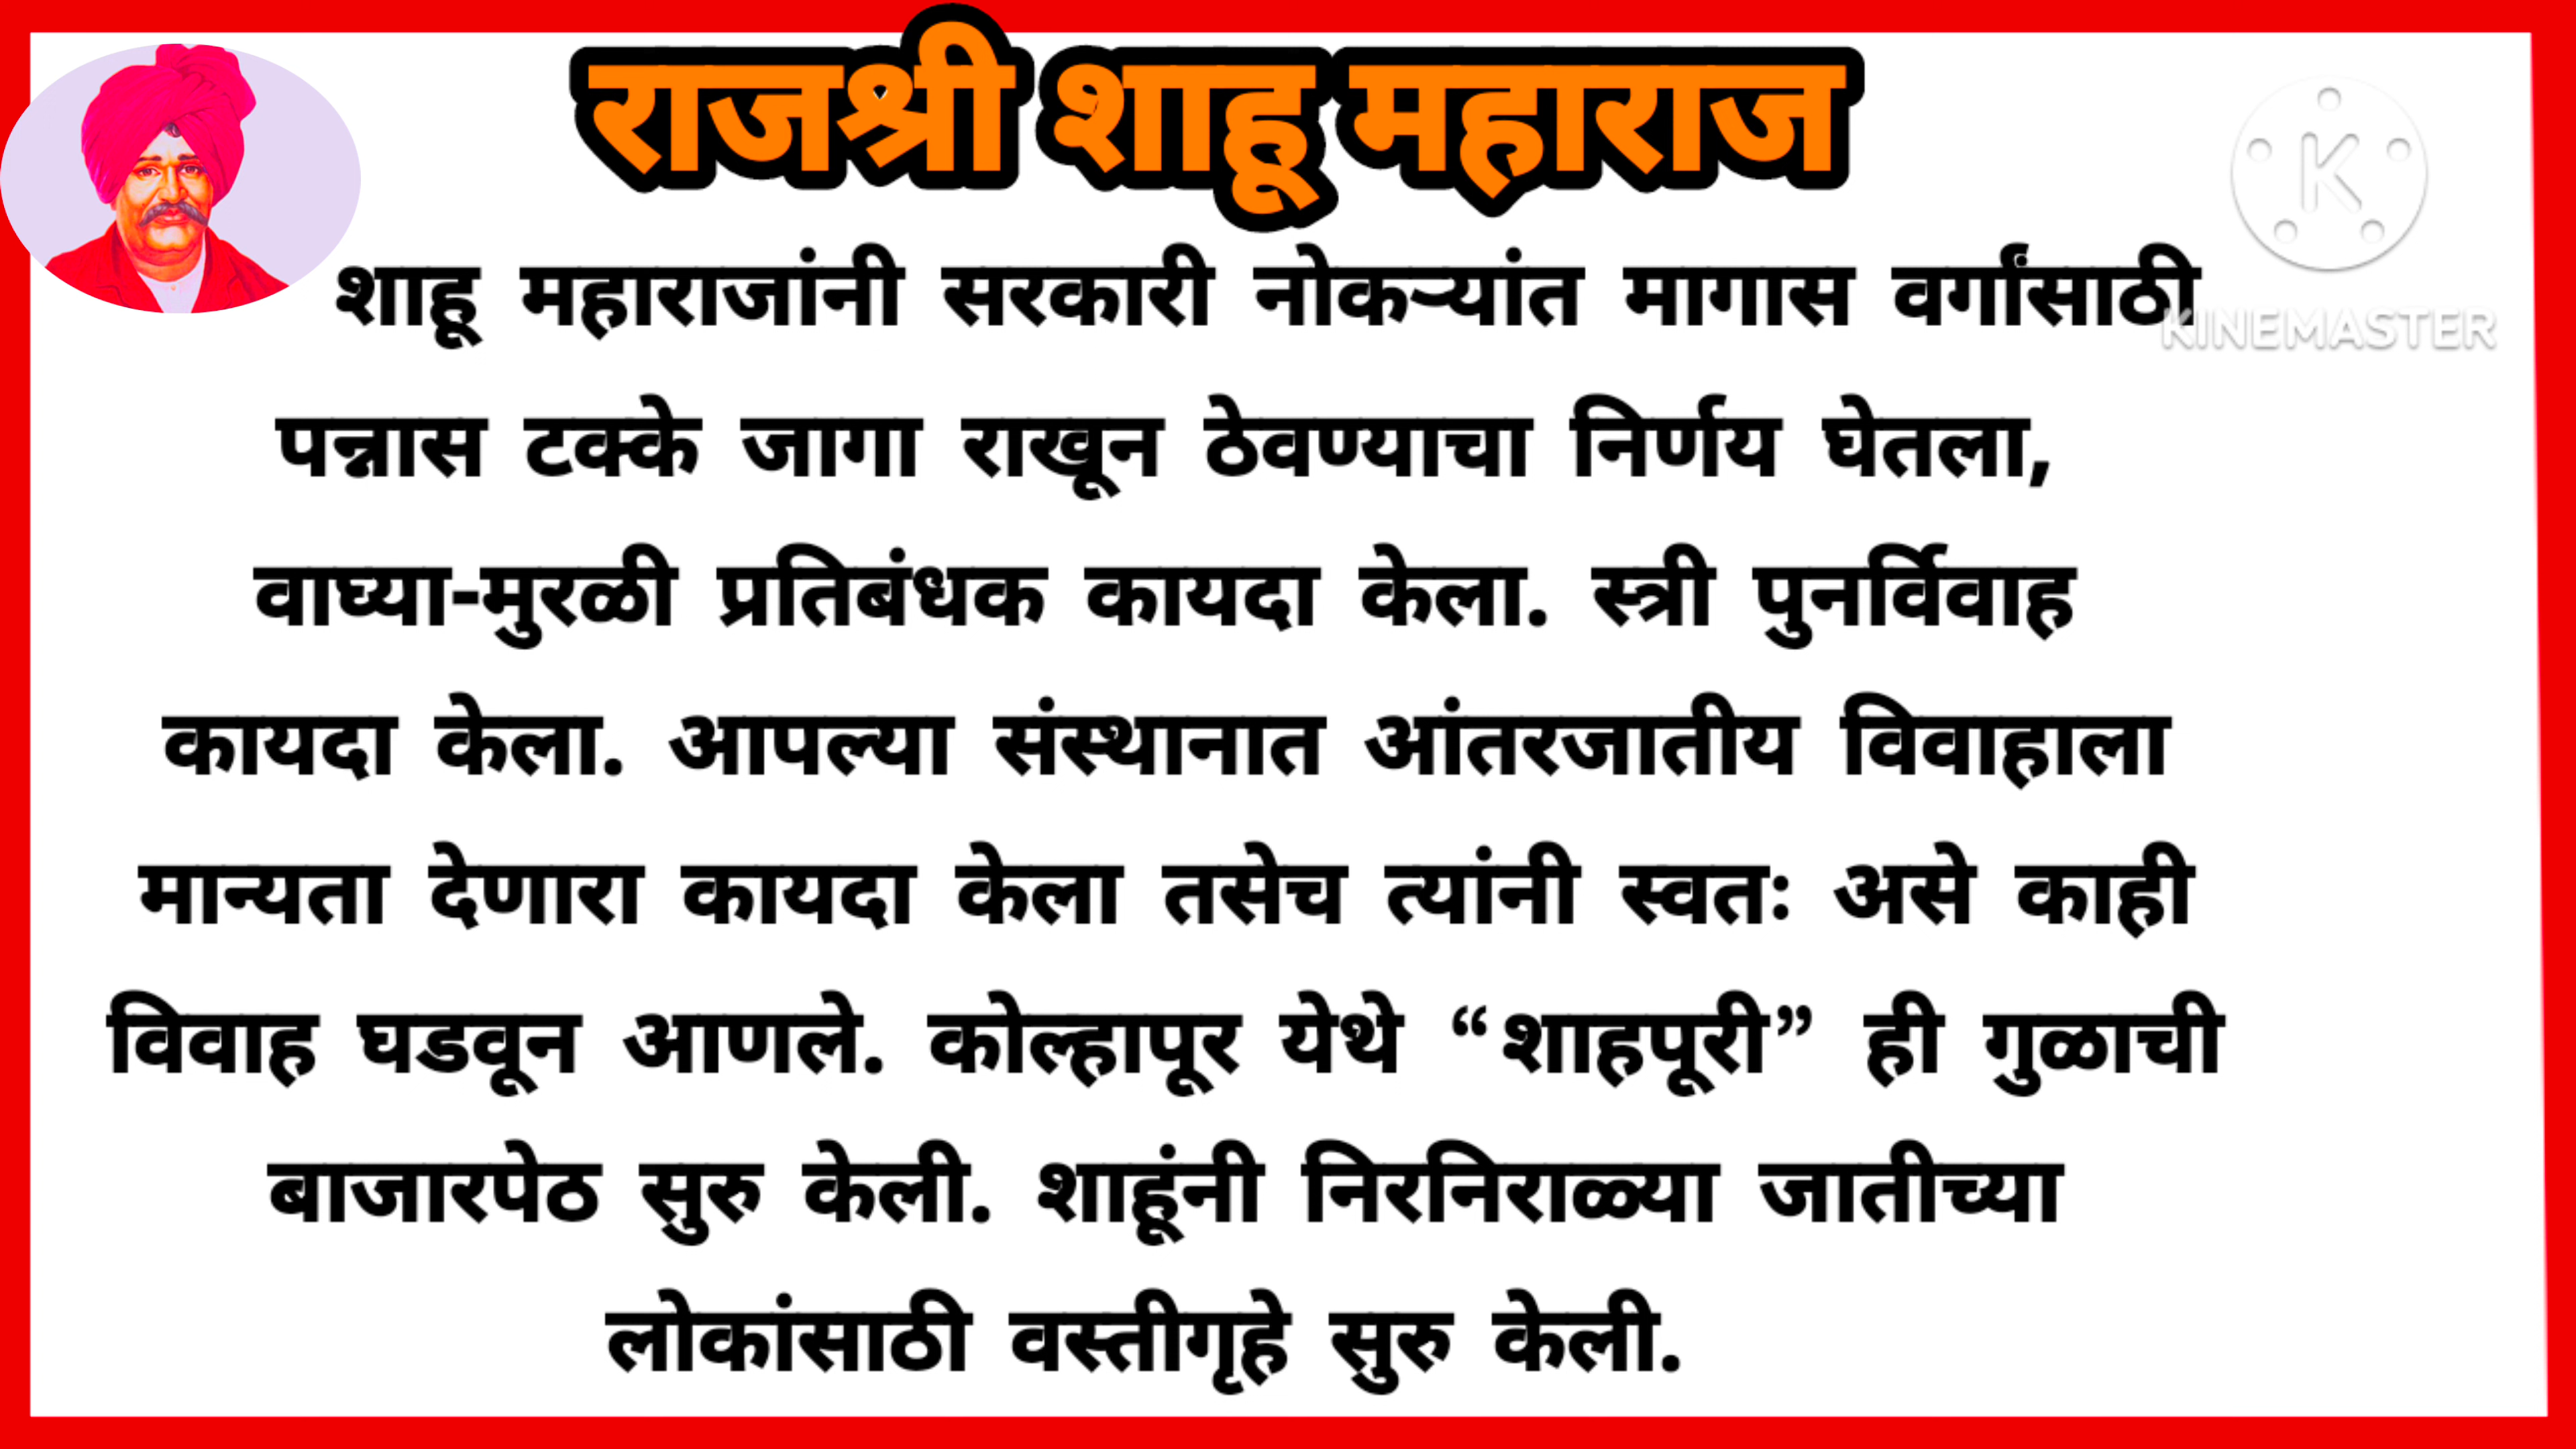 राजश्री शाहू महाराज
शाहू महाराजांनी सरकारी नोकऱ्यांत मागास वर्गांसाठी
K
KINEMASTER
पन्नास टक्के जागा राखून ठेवण्याचा निर्णय घेतला,
वाघ्या-मुरळी प्रतिबंधक कायदा केला. स्त्री पुनर्विवाह
कायदा केला. आपल्या संस्थानात आंतरजातीय विवाहाला
मान्यता देणारा कायदा केला तसेच त्यांनी स्वतः असे काही
विवाह घडवून आणले. कोल्हापूर येथे “शाहपूरी” ही गुळाची
बाजारपेठ सुरु केली. शाहूंनी निरनिराळ्या जातीच्या
लोकांसाठी वस्तीगृहे सुरु केली.